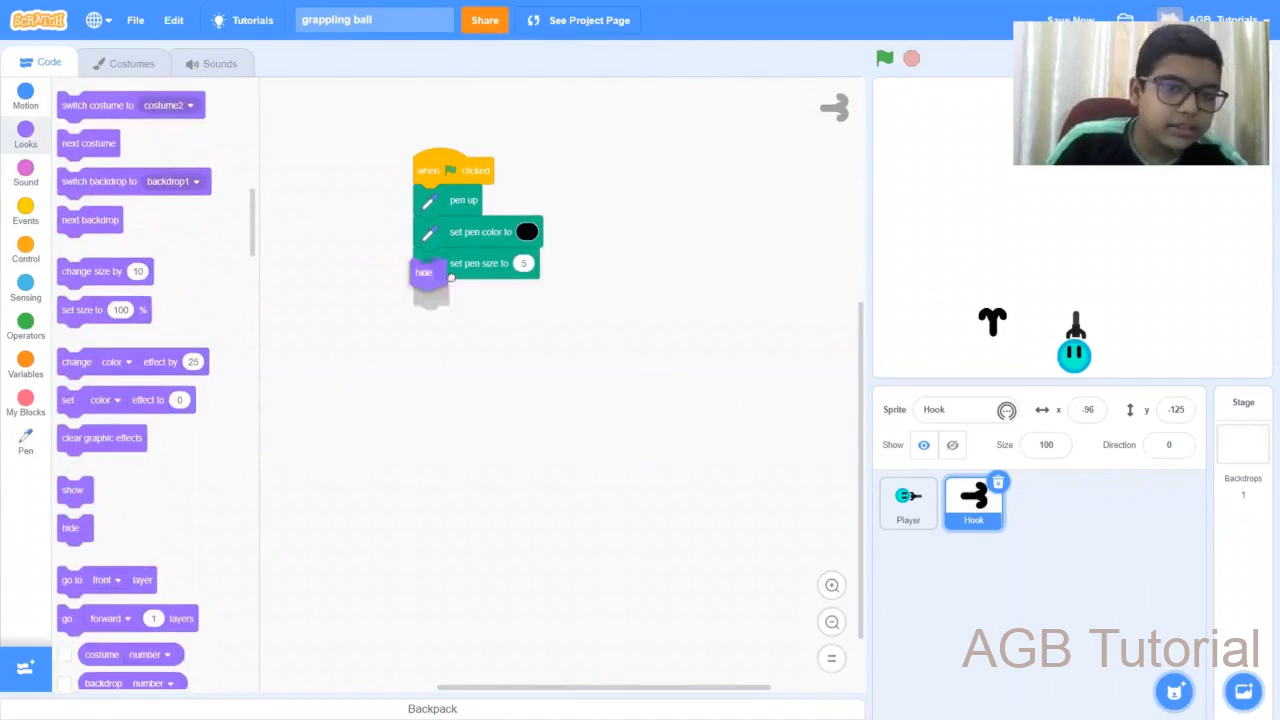 SCRATCH
File
Edit
Tutorials
grappling ball
Share
See Project Page
Save Now
AGB_Tutorials
Code
Costumes
Sounds
Motion
Looks
Sound
Events
Control
Sensing
Operators
Variables
My Blocks
Pen
switch costume to costume2
next costume
switch backdrop to backdrop1
next backdrop
change size by 10
set size to 100 %
change color effect by 25
set color effect to 0
clear graphic effects
show
hide
go to front layer
go forward 1 layers
costume number
backdrop number
when clicked
pen up
set pen color to
set pen size to 5
hide
Sprite Hook x -96 y -125
Show Size 100 Direction 0
Player
Hook
Stage
Backdrops
1
AGB Tutorial
Backpack